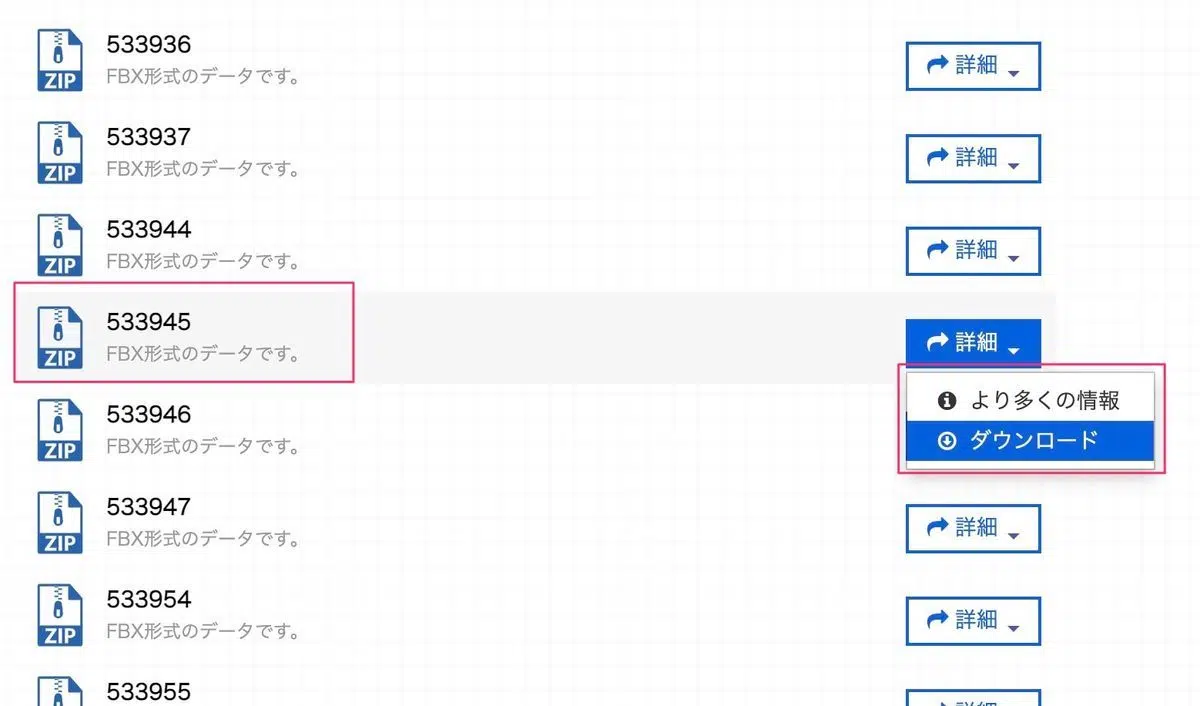 533936
ZIP
FBX形式のデータです。
詳細
533937
ZIP
FBX形式のデータです。
詳細
533944
ZIP
FBX形式のデータです。
詳細
533945
ZIP
FBX形式のデータです。
詳細
より多くの情報
ダウンロード
533946
ZIP
FBX形式のデータです。
533947
ZIP
FBX形式のデータです。
詳細
533954
ZIP
FBX形式のデータです。
詳細
533955
詳細